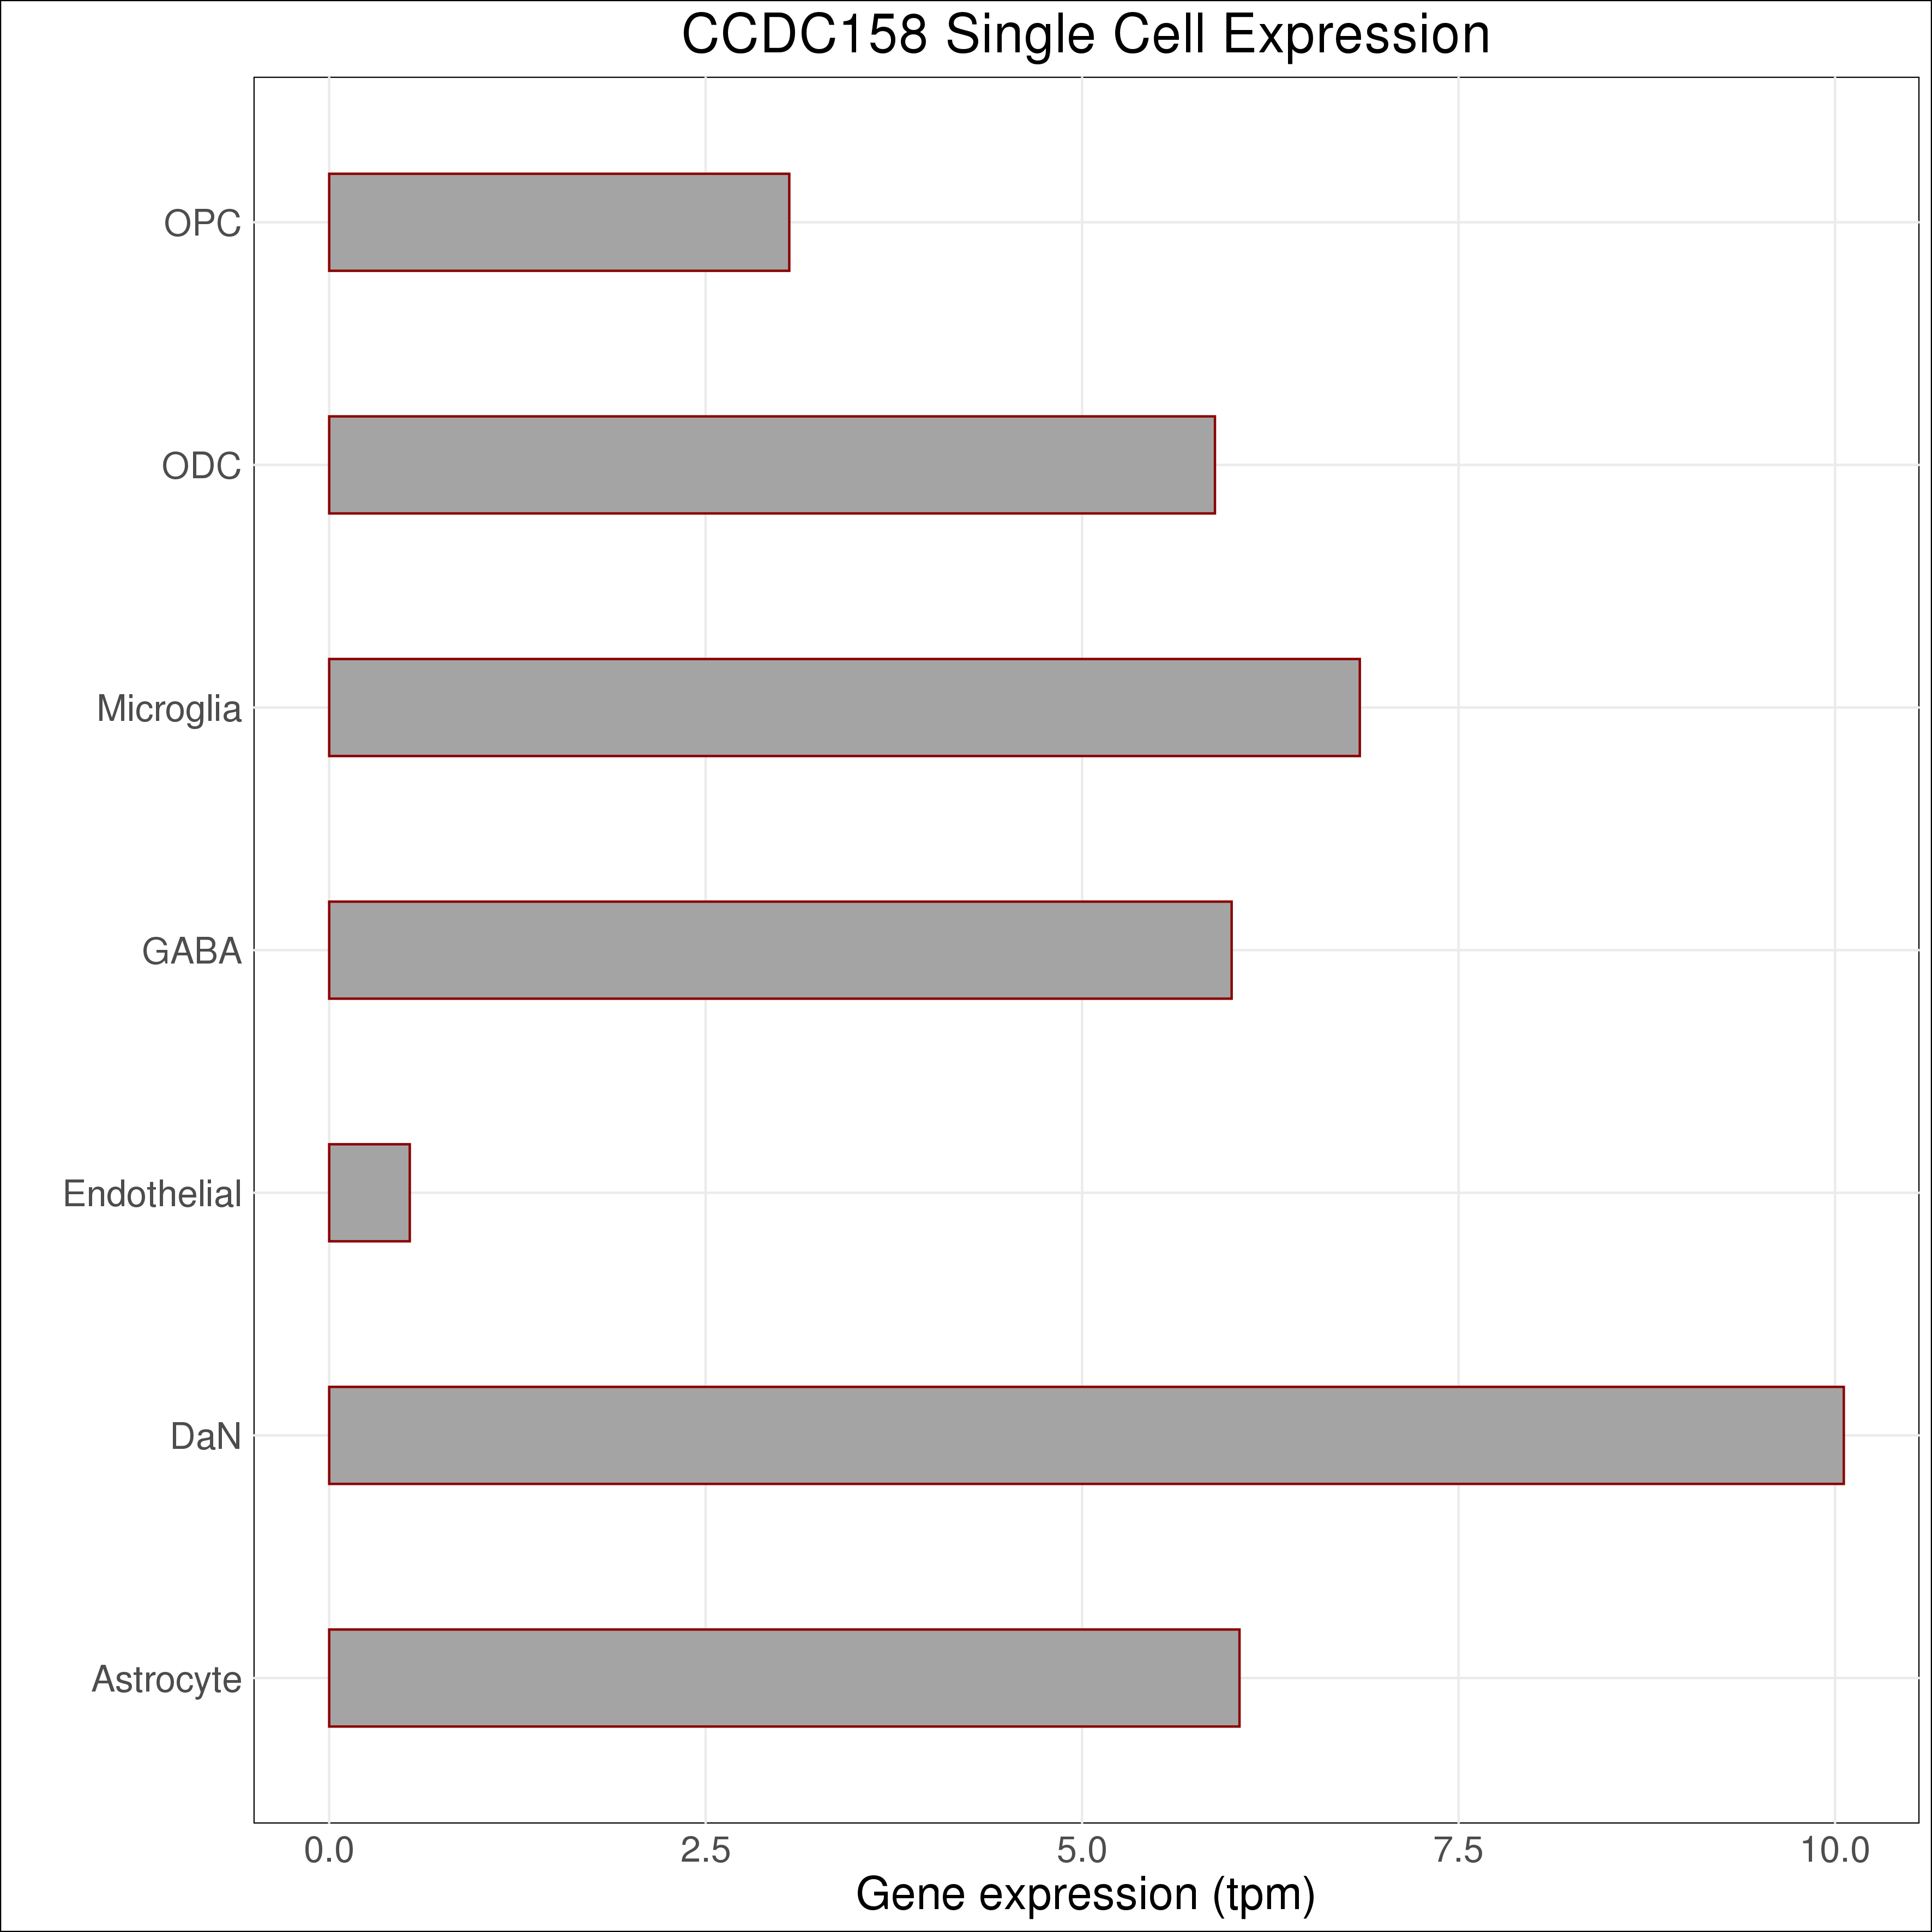 CCDC158 Single Cell Expression
OPC
ODC
Microglia
GABA
Endothelial
DaN
Astrocyte
0.0 2.5 5.0 7.5 10.0
Gene expression (tpm)